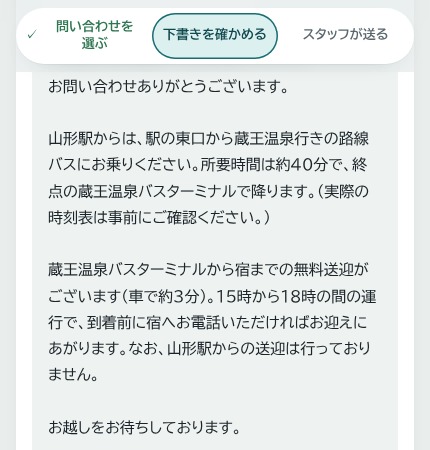 ✓ 問い合わせを
選ぶ
下書きを確かめる
スタッフが送る
お問い合わせありがとうございます。
山形駅からは、駅の東口から蔵王温泉行きの路線
バスにお乗りください。所要時間は約40分で、終
点の蔵王温泉バスターミナルで降ります。（実際の
時刻表は事前にご確認ください。）
蔵王温泉バスターミナルから宿までの無料送迎が
ございます（車で約3分）。15時から18時の間の運
行で、到着前に宿へお電話いただければお迎えに
あがります。なお、山形駅からの送迎は行っており
ません。
お越しをお待ちしております。